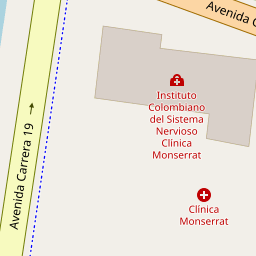 Avenida C
Instituto
Colombiano
del Sistema
Nervioso
Clínica
Monserrat
Avenida Carrera 19
Clínica
Monserrat